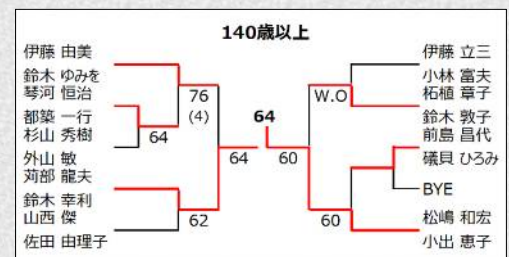 140歳以上
伊藤 由美
鈴木 ゆみを
琴河 恒治
都築 一行
杉山 秀樹
外山 敏
苅部 龍夫
鈴木 幸利
山西 傑
佐田 由理子
76
(4)
64
64
62
64
60
W.O
60
伊藤 立三
小林 富夫
柘植 章子
鈴木 敦子
前島 昌代
礒貝 ひろみ
BYE
松嶋 和宏
小出 恵子